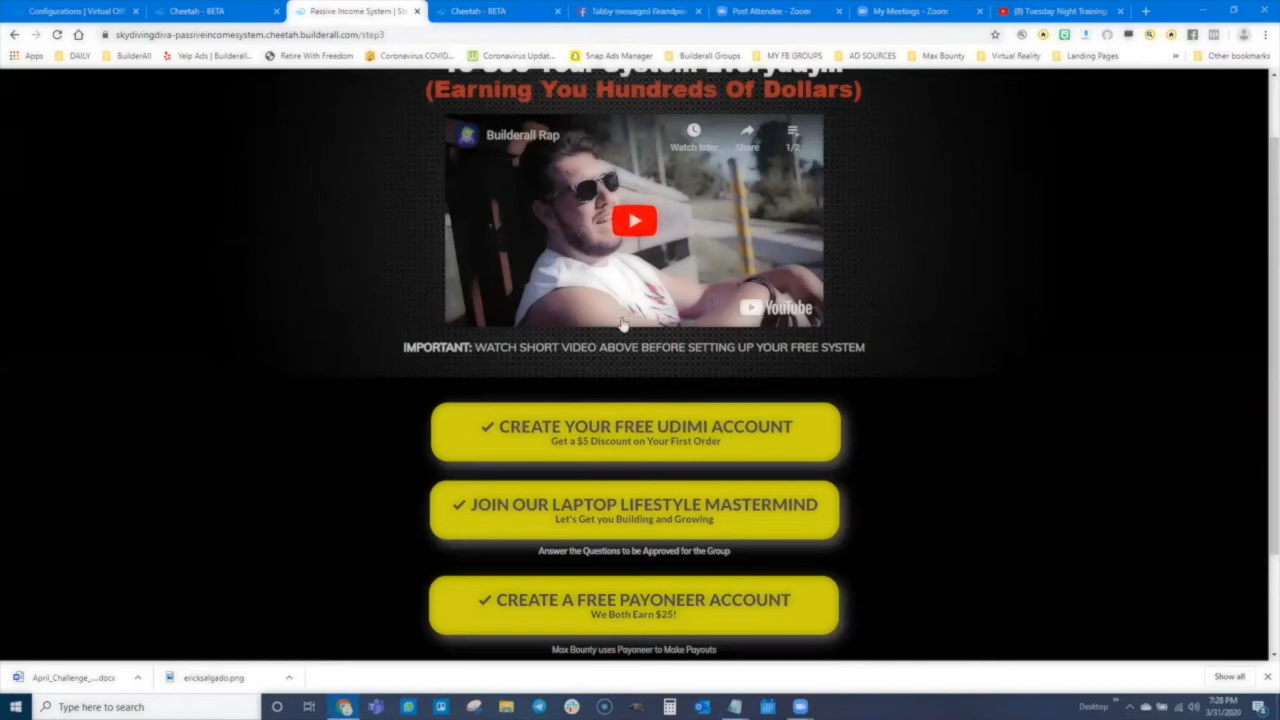 Configurations | Virtual Off
Cheetah - BETA
Passive Income System | St
Cheetah - BETA
Tabby messaged Grandpa
Post Attendee - Zoom
My Meetings - Zoom
(8) Tuesday Night Training
skydivingdiva-passiveincomesystem.cheetah.builderall.com/step3
Apps
DAILY
BuilderAll
Yelp Ads | Builderall...
Retire With Freedom
Coronavirus COVID...
Coronavirus Updat...
Snap Ads Manager
Builderall Groups
MY FB GROUPS
AD SOURCES
Max Bounty
Virtual Reality
Landing Pages
»
Other bookmarks
To Use Your System Everyday...
(Earning You Hundreds Of Dollars)
Builderall Rap
Watch later
Share
1/2
YouTube
IMPORTANT: WATCH SHORT VIDEO ABOVE BEFORE SETTING UP YOUR FREE SYSTEM
✓ CREATE YOUR FREE UDIMI ACCOUNT
Get a $5 Discount on Your First Order
✓ JOIN OUR LAPTOP LIFESTYLE MASTERMIND
Let's Get you Building and Growing
Answer the Questions to be Approved for the Group
✓ CREATE A FREE PAYONEER ACCOUNT
We Both Earn $25!
Max Bounty uses Payoneer to Make Payouts
April_Challenge_....docx
ericksalgado.png
Show all
Type here to search
Desktop
7:28 PM
3/31/2020